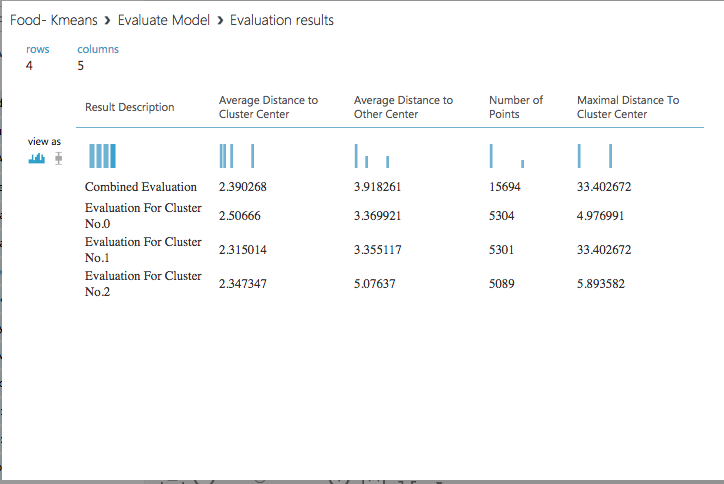 Food- Kmeans › Evaluate Model › Evaluation results
rows columns
4 5
Result Description Average Distance to Cluster Center Average Distance to Other Center Number of Points Maximal Distance To Cluster Center
view as
Combined Evaluation 2.390268 3.918261 15694 33.402672
Evaluation For Cluster No.0 2.50666 3.369921 5304 4.976991
Evaluation For Cluster No.1 2.315014 3.355117 5301 33.402672
Evaluation For Cluster No.2 2.347347 5.07637 5089 5.893582